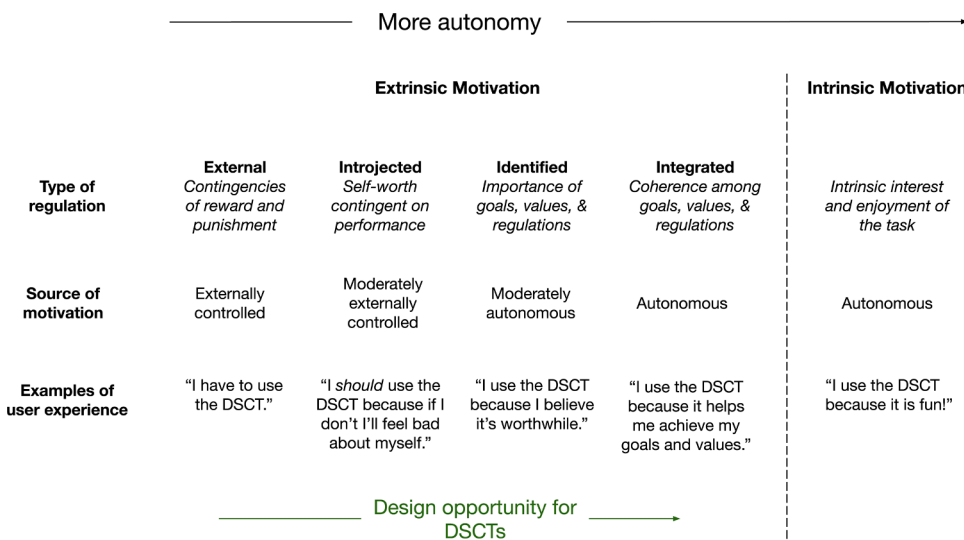 More autonomy
Extrinsic Motivation
Intrinsic Motivation
Type of
regulation
External
Contingencies
of reward and
punishment
Introjected
Self-worth
contingent on
performance
Identified
Importance of
goals, values, &
regulations
Integrated
Coherence among
goals, values, &
regulations
Intrinsic interest
and enjoyment of
the task
Source of
motivation
Externally
controlled
Moderately
externally
controlled
Moderately
autonomous
Autonomous
Autonomous
Examples of
user experience
“I have to use
the DSCT.”
“I should use the
DSCT because if I
don’t I’ll feel bad
about myself.”
“I use the DSCT
because I believe
it’s worthwhile.”
“I use the DSCT
because it helps
me achieve my
goals and values.”
“I use the DSCT
because it is fun!”
Design opportunity for
DSCTs